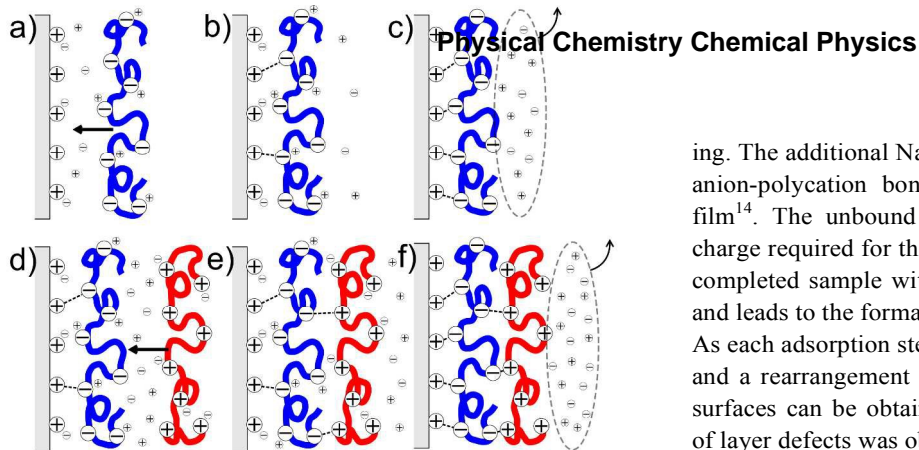 a)
b)
c)
Physical Chemistry Chemical Physics
d)
e)
f)
ing. The additional Na
anion-polycation bon
film14. The unbound
charge required for th
completed sample wit
and leads to the forma
As each adsorption ste
and a rearrangement
surfaces can be obtain
of layer defects was ob